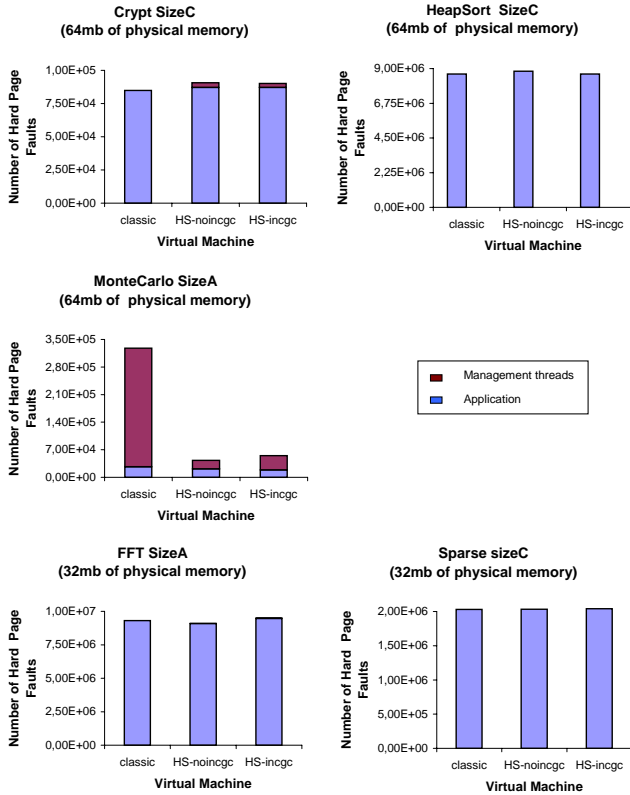 Crypt SizeC
(64mb of physical memory)
Number of Hard Page Faults
1,00E+05
7,50E+04
5,00E+04
2,50E+04
0,00E+00
classic HS-noincgc HS-incgc
Virtual Machine
HeapSort SizeC
(64mb of physical memory)
Number of Hard Page Faults
9,00E+06
6,75E+06
4,50E+06
2,25E+06
0,00E+00
classic HS-noincgc HS-incgc
Virtual Machine
MonteCarlo SizeA
(64mb of physical memory)
Number of Hard Page Faults
3,50E+05
2,80E+05
2,10E+05
1,40E+05
7,00E+04
0,00E+00
classic HS-noincgc HS-incgc
Virtual Machine
Management threads
Application
FFT SizeA
(32mb of physical memory)
Number of Hard Page Faults
1,00E+07
7,50E+06
5,00E+06
2,50E+06
0,00E+00
classic HS-noincgc HS-incgc
Virtual Machine
Sparse sizeC
(32mb of physical memory)
Number of Hard Page Faults
2,00E+06
1,50E+06
1,00E+06
5,00E+05
0,00E+00
classic HS-noincgc HS-incgc
Virtual Machine